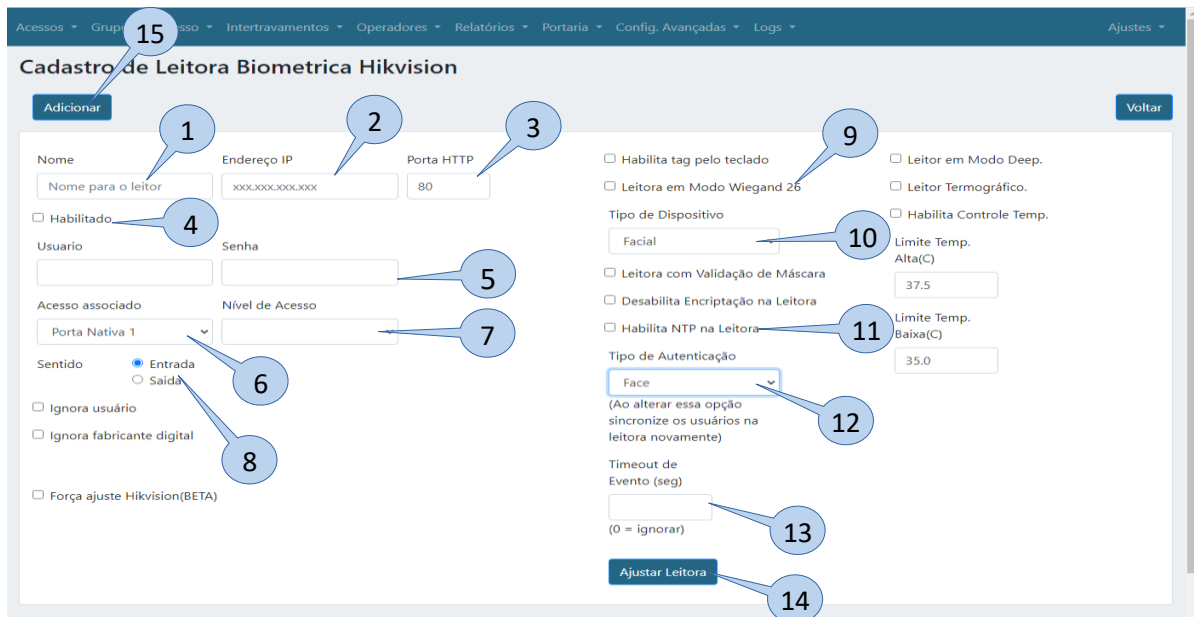 Acessos Grupo sso Intertravamentos Operadores Relatórios Portaria Config. Avançadas Logs Ajustes
15
Cadastro de Leitora Biometrica Hikvision
Adicionar
Voltar
1
2
3
9
Nome
Endereço IP
Porta HTTP
Nome para o leitor
xxx.xxx.xxx.xxx
80
Habilitado
4
Usuario
Senha
5
Acesso associado
Nível de Acesso
Porta Nativa 1
7
Sentido
Entrada
Saida
6
Ignora usuário
Ignora fabricante digital
8
Força ajuste Hikvision(BETA)
Habilita tag pelo teclado
Leitora em Modo Wiegand 26
Tipo de Dispositivo
Facial
10
Leitora com Validação de Máscara
Desabilita Encriptação na Leitora
Habilita NTP na Leitora
11
Tipo de Autenticação
Face
(Ao alterar essa opção
sincronize os usuários na
leitora novamente)
12
Timeout de
Evento (seg)
(0 = ignorar)
13
Ajustar Leitora
14
Leitor em Modo Deep.
Leitor Termográfico.
Habilita Controle Temp.
Limite Temp.
Alta(C)
37.5
Limite Temp.
Baixa(C)
35.0